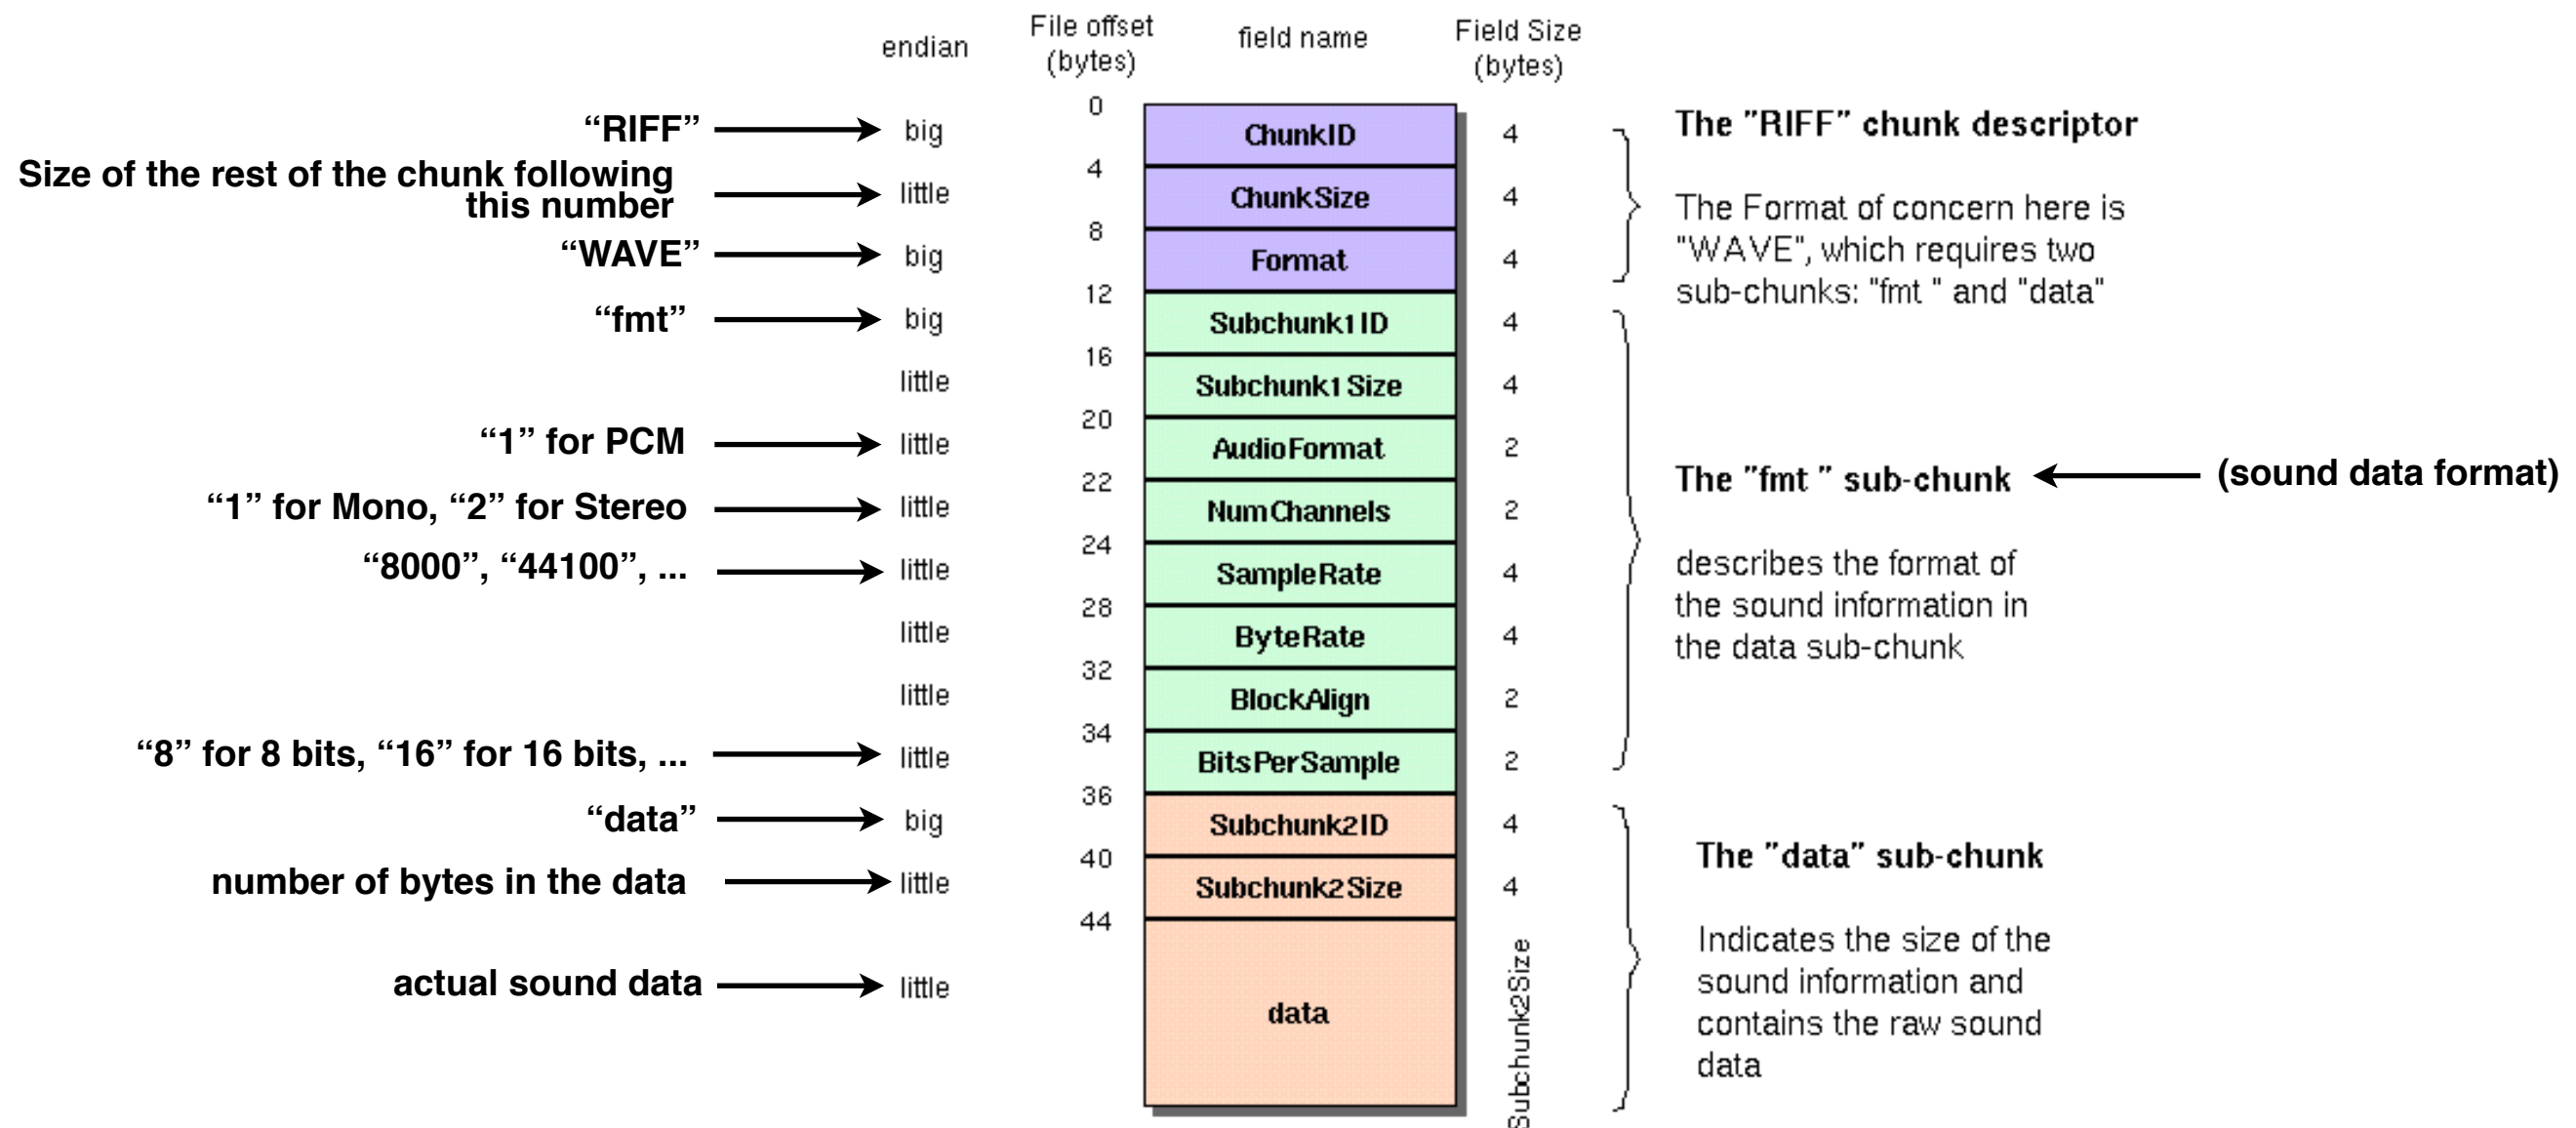 endian
File offset
(bytes)
field name
Field Size
(bytes)
0
“RIFF”
big
ChunkID
4
4
Size of the rest of the chunk following
this number
little
ChunkSize
4
8
“WAVE”
big
Format
4
12
“fmt”
big
Subchunk1ID
4
16
little
Subchunk1Size
4
20
“1” for PCM
little
AudioFormat
2
22
“1” for Mono, “2” for Stereo
little
NumChannels
2
24
“8000”, “44100”, ...
little
SampleRate
4
28
little
ByteRate
4
32
little
BlockAlign
2
34
“8” for 8 bits, “16” for 16 bits, ...
little
BitsPerSample
2
36
“data”
big
Subchunk2ID
4
40
number of bytes in the data
little
Subchunk2Size
4
44
actual sound data
little
data
Subchunk2Size
The "RIFF" chunk descriptor
The Format of concern here is
"WAVE", which requires two
sub-chunks: "fmt " and "data"
The "fmt " sub-chunk
(sound data format)
describes the format of
the sound information in
the data sub-chunk
The "data" sub-chunk
Indicates the size of the
sound information and
contains the raw sound
data